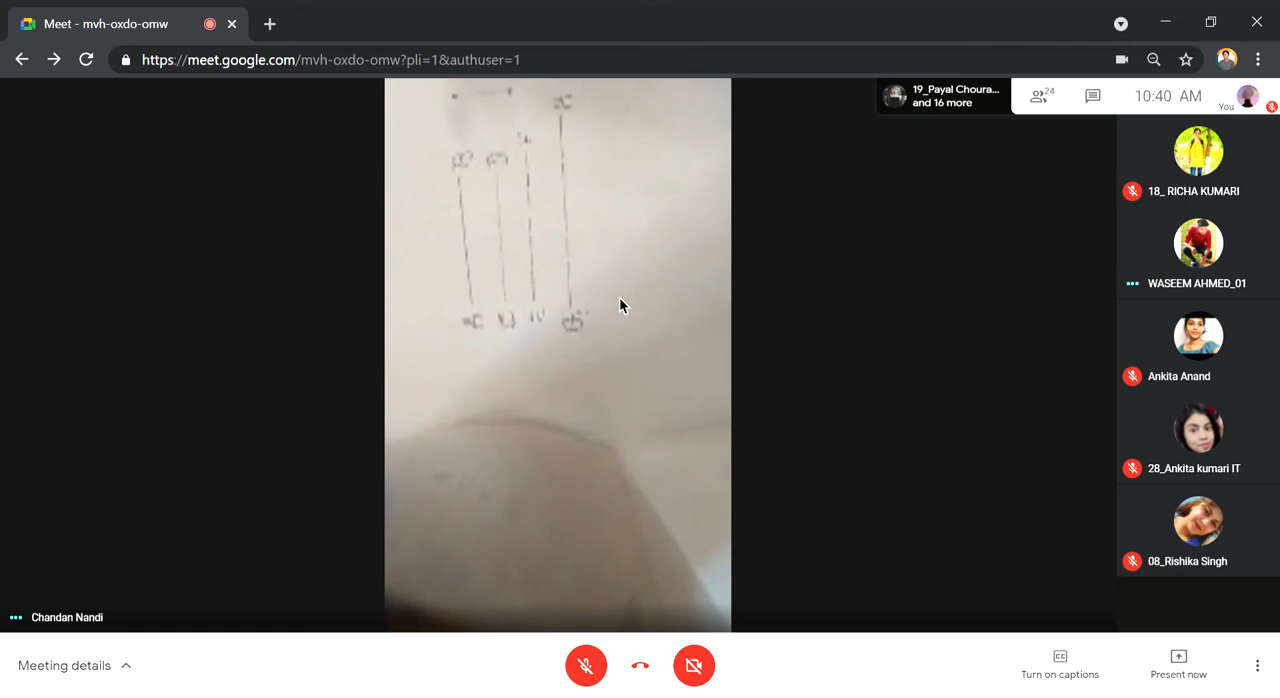 Meet - mvh-oxdo-omw
https://meet.google.com/mvh-oxdo-omw?pli=1&authuser=1
19_Payal Choura...
and 16 more
24
10:40 AM
You
18_ RICHA KUMARI
WASEEM AHMED_01
Ankita Anand
28_Ankita kumari IT
08_Rishika Singh
Chandan Nandi
Meeting details
CC
Turn on captions
Present now